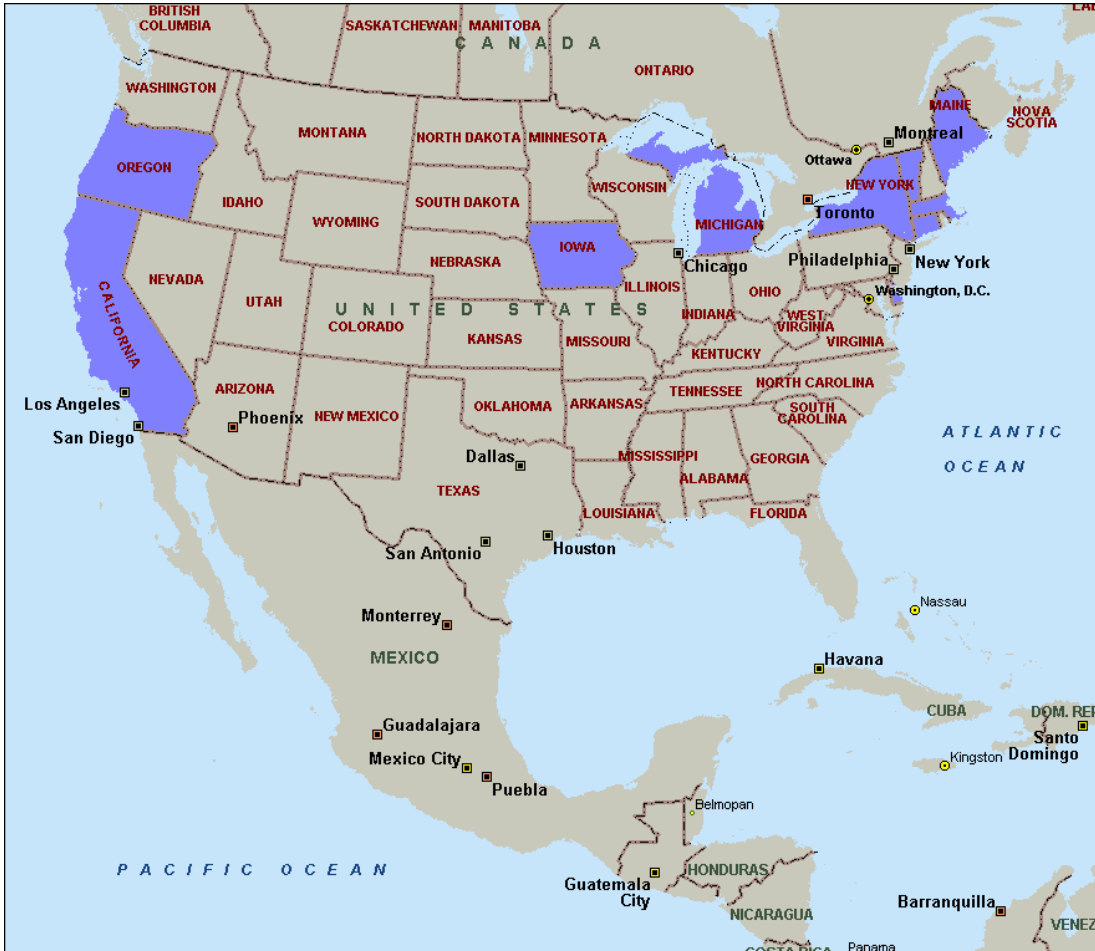 BRITISH
COLUMBIA
SASKATCHEWAN
MANITOBA
CANADA
ONTARIO
WASHINGTON
MONTANA
NORTH DAKOTA
MINNESOTA
MAINE
NOVA
SCOTIA
Montreal
Ottawa
OREGON
IDAHO
WYOMING
SOUTH DAKOTA
WISCONSIN
MICHIGAN
NEW YORK
Toronto
NEVADA
UTAH
COLORADO
NEBRASKA
IOWA
ILLINOIS
Chicago
INDIANA
OHIO
Philadelphia
New York
Washington, D.C.
UNITED STATES
CALIFORNIA
KANSAS
MISSOURI
KENTUCKY
WEST
VIRGINIA
VIRGINIA
Los Angeles
San Diego
ARIZONA
Phoenix
NEW MEXICO
OKLAHOMA
ARKANSAS
TENNESSEE
NORTH CAROLINA
SOUTH
CAROLINA
Dallas
TEXAS
MISSISSIPPI
ALABAMA
GEORGIA
LOUISIANA
FLORIDA
ATLANTIC
OCEAN
San Antonio
Houston
Monterrey
MEXICO
Nassau
Havana
CUBA
DOM. REP
Santo
Domingo
Kingston
Guadalajara
Mexico City
Puebla
Belmopan
PACIFIC OCEAN
Guatemala
City
HONDURAS
NICARAGUA
Barranquilla
VENEZ
COSTA RICA
Panama